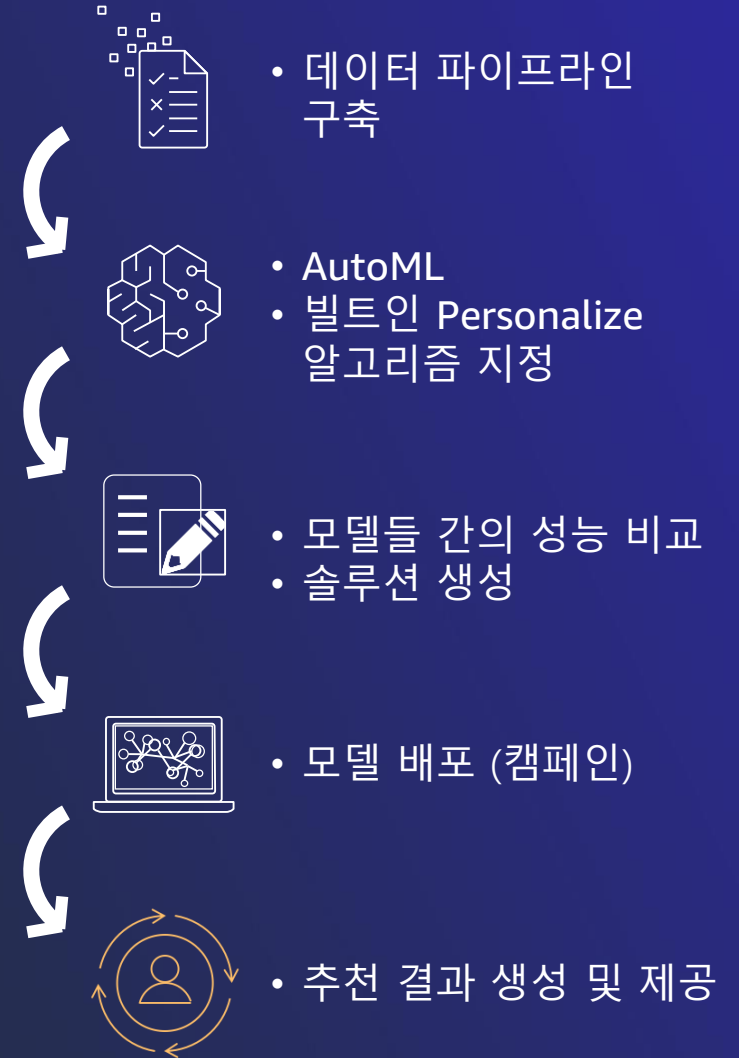 • 데이터 파이프라인
구축
• AutoML
• 빌트인 Personalize
알고리즘 지정
• 모델들 간의 성능 비교
• 솔루션 생성
• 모델 배포 (캠페인)
• 추천 결과 생성 및 제공